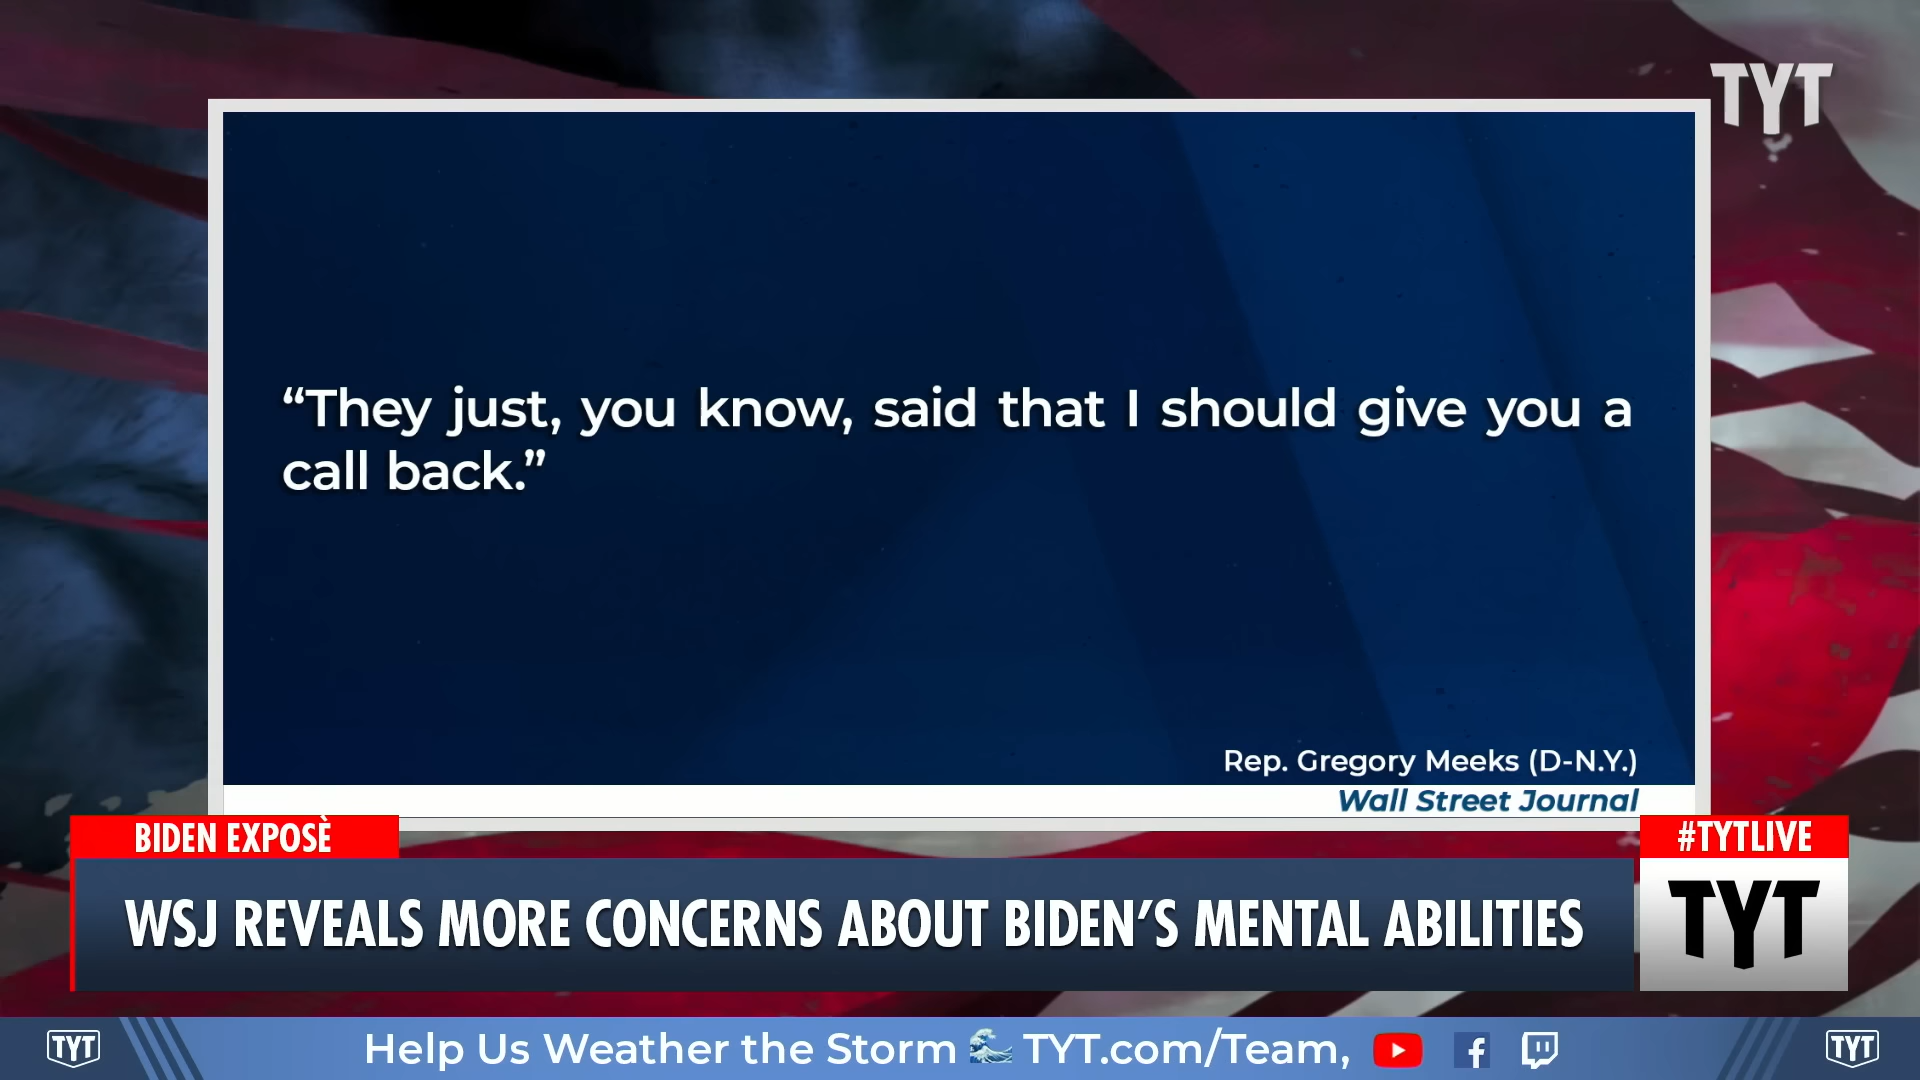 TYT
“They just, you know, said that I should give you a
call back.”
Rep. Gregory Meeks (D-N.Y.)
Wall Street Journal
BIDEN EXPOSÈ
#TYTLIVE
WSJ REVEALS MORE CONCERNS ABOUT BIDEN’S MENTAL ABILITIES
TYT
TYT
Help Us Weather the Storm 🌊 TYT.com/Team,
TYT